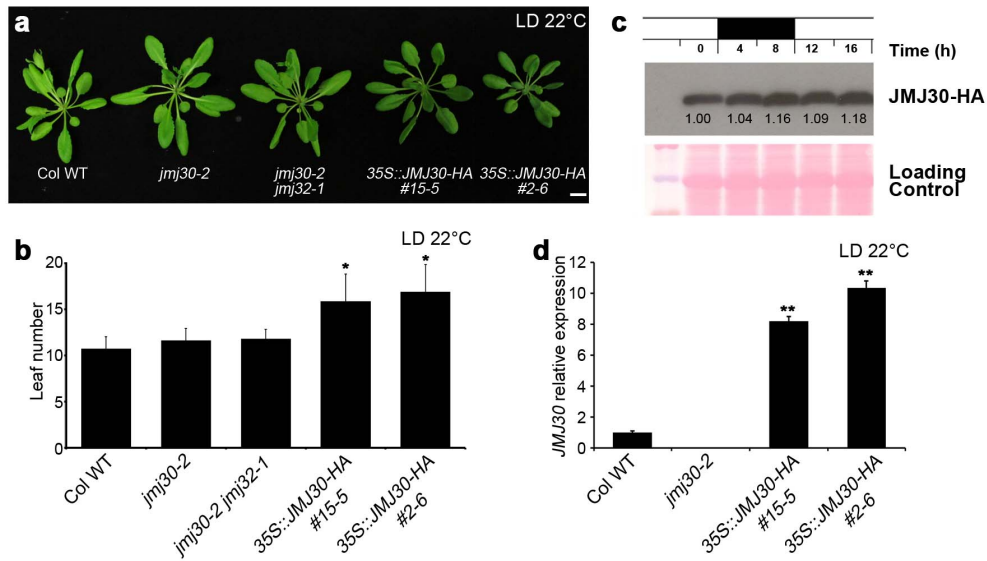 a
LD 22°C
Col WT
jmj30-2
jmj30-2
jmj32-1
35S::JMJ30-HA
#15-5
35S::JMJ30-HA
#2-6
b
LD 22°C
Leaf number
20
15
10
5
0
*
*
Col WT
jmj30-2
jmj30-2 jmj32-1
35S::JMJ30-HA
#15-5
35S::JMJ30-HA
#2-6
c
0 4 8 12 16 Time (h)
JMJ30-HA
1.00 1.04 1.16 1.09 1.18
Loading
Control
d
LD 22°C
JMJ30 relative expression
12
10
8
6
4
2
0
**
**
Col WT
jmj30-2
35S::JMJ30-HA
#15-5
35S::JMJ30-HA
#2-6